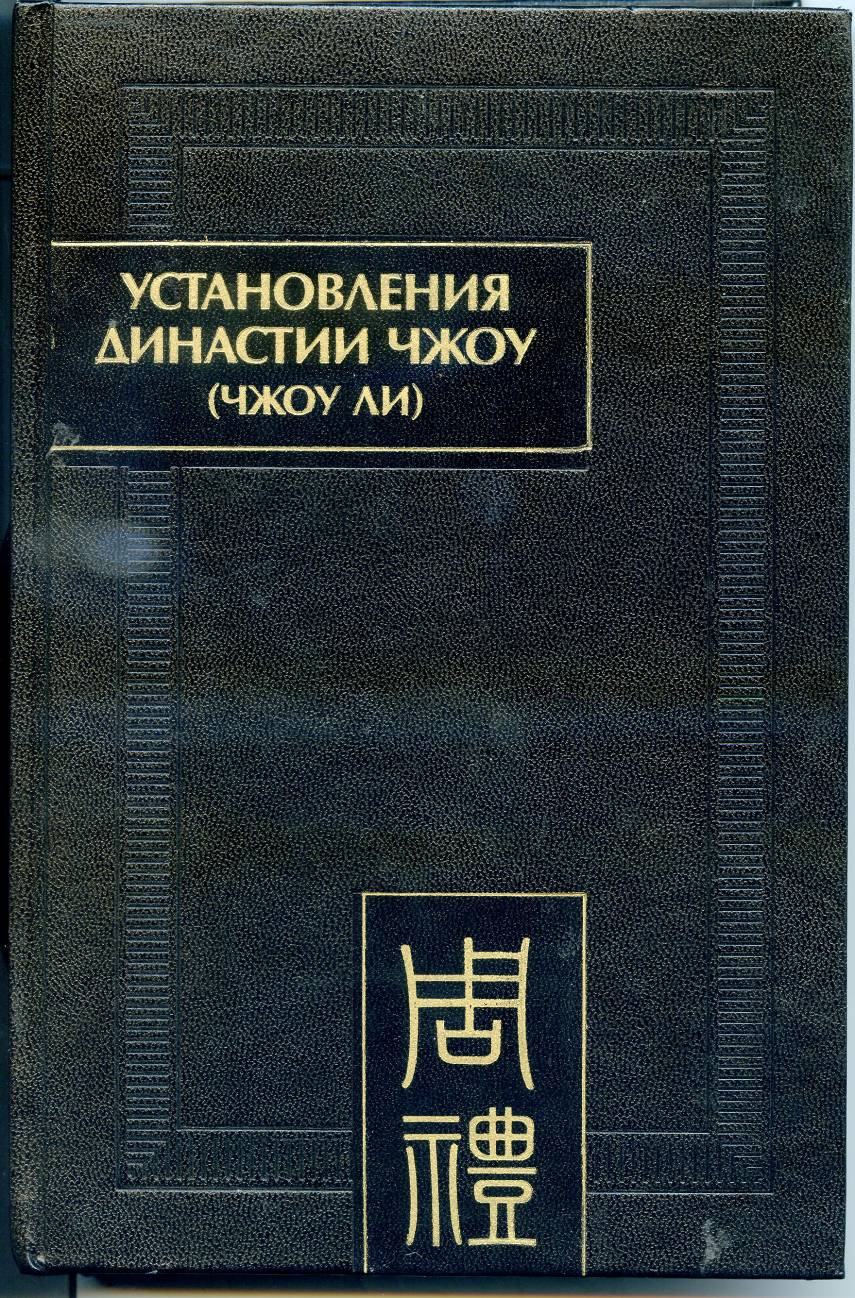 УСТАНОВЛЕНИЯ
ДИНАСТИИ ЧЖОУ
(ЧЖОУ ЛИ)
周
禮